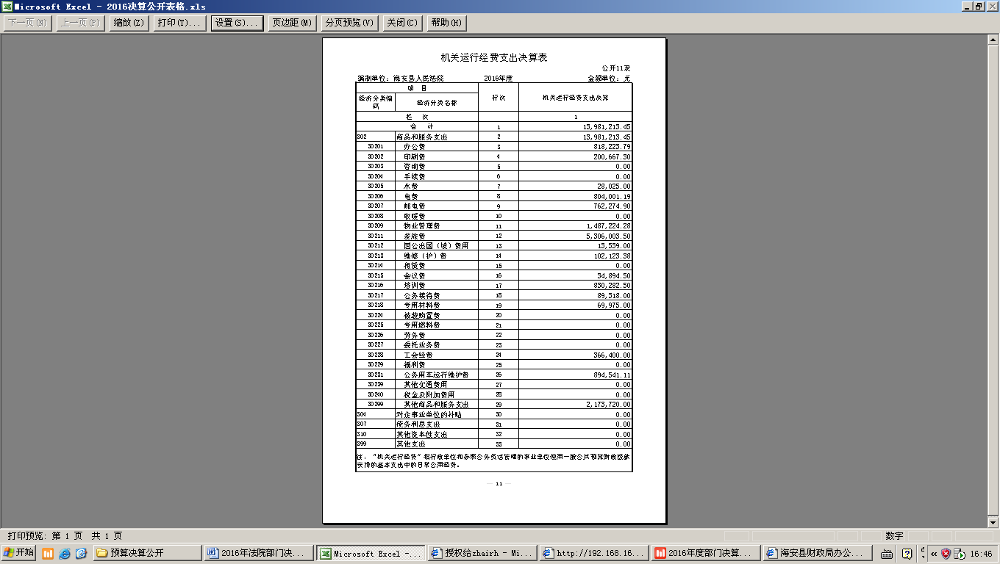 Microsoft Excel - 2016决算公开表格.xls
下一页(N) 上一页(P) 缩放(Z) 打印(T)... 设置(S)... 页边距(M) 分页预览(V) 关闭(C) 帮助(H)
机关运行经费支出决算表
公开11表
编制单位：海安县人民法院 2016年度 金额单位：元
项 目 行次 机关运行经费支出决算
经济分类编码 经济分类名称
栏 次 1
合 计 1 13,981,213.45
302 商品和服务支出 2 13,981,213.45
30201 办公费 3 818,223.79
30202 印刷费 4 200,667.30
30203 咨询费 5 0.00
30204 手续费 6 0.00
30205 水费 7 28,025.00
30206 电费 8 804,001.19
30207 邮电费 9 762,274.90
30208 取暖费 10 0.00
30209 物业管理费 11 1,487,224.28
30211 差旅费 12 5,306,003.50
30212 因公出国（境）费用 13 13,539.00
30213 维修（护）费 14 102,123.38
30214 租赁费 15 0.00
30215 会议费 16 34,894.50
30216 培训费 17 830,282.50
30217 公务接待费 18 89,318.00
30218 专用材料费 19 69,975.00
30224 被装购置费 20 0.00
30225 专用燃料费 21 0.00
30226 劳务费 22 0.00
30227 委托业务费 23 0.00
30228 工会经费 24 366,400.00
30229 福利费 25 0.00
30231 公务用车运行维护费 26 894,541.11
30239 其他交通费用 27 0.00
30240 税金及附加费用 28 0.00
30299 其他商品和服务支出 29 2,173,720.00
304 对企事业单位的补贴 30 0.00
307 债务利息支出 31 0.00
310 其他资本性支出 32 0.00
399 其他支出 33 0.00
注：“机关运行经费”指行政单位和参照公务员法管理的事业单位使用一般公共预算财政拨款
安排的基本支出中的日常公用经费。
— 11 —
打印预览: 第 1 页 共 1 页 数字
开始 预算决算公开 2016年法院部门决... Microsoft Excel -... 授权给zhairh - Mi... http://192.168.16... 2016年度部门决算... 海安县财政局办公... « 16:46